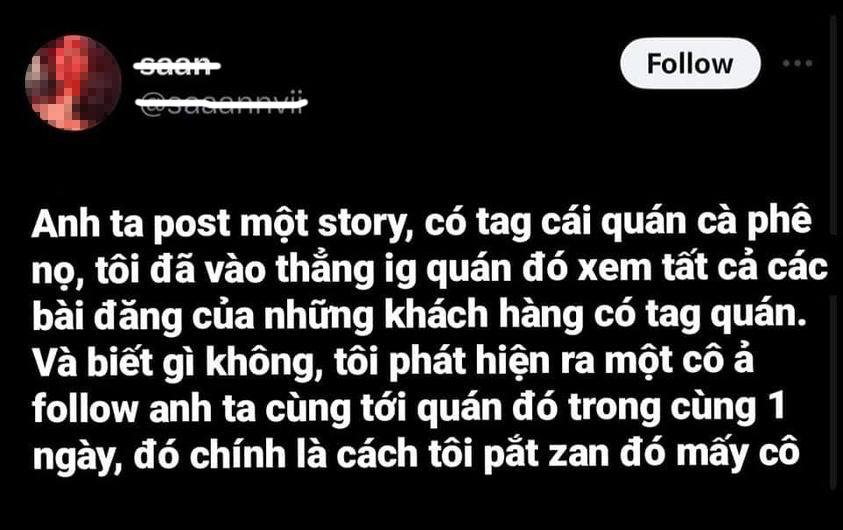 saan
@saaannvii
Follow
Anh ta post một story, có tag cái quán cà phê
nọ, tôi đã vào thẳng ig quán đó xem tất cả các
bài đăng của những khách hàng có tag quán.
Và biết gì không, tôi phát hiện ra một cô ả
follow anh ta cùng tới quán đó trong cùng 1
ngày, đó chính là cách tôi pắt zan đó mấy cô